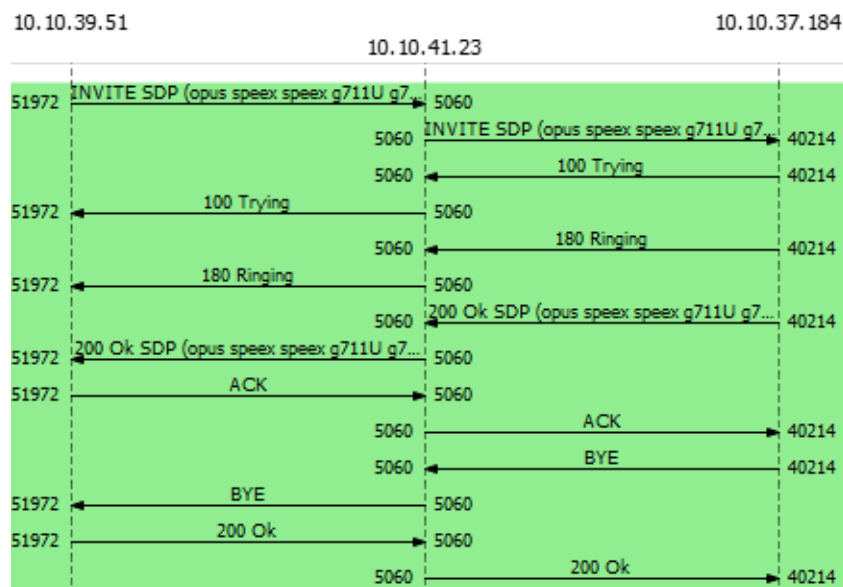 10.10.39.51 10.10.41.23 10.10.37.184
51972 INVITE SDP (opus speex speex g711U g7... 5060
5060 INVITE SDP (opus speex speex g711U g7... 40214
5060 100 Trying 40214
51972 100 Trying 5060
5060 180 Ringing 40214
51972 180 Ringing 5060
5060 200 Ok SDP (opus speex speex g711U g7... 40214
51972 200 Ok SDP (opus speex speex g711U g7... 5060
51972 ACK 5060
5060 ACK 40214
5060 BYE 40214
51972 BYE 5060
51972 200 Ok 5060
5060 200 Ok 40214